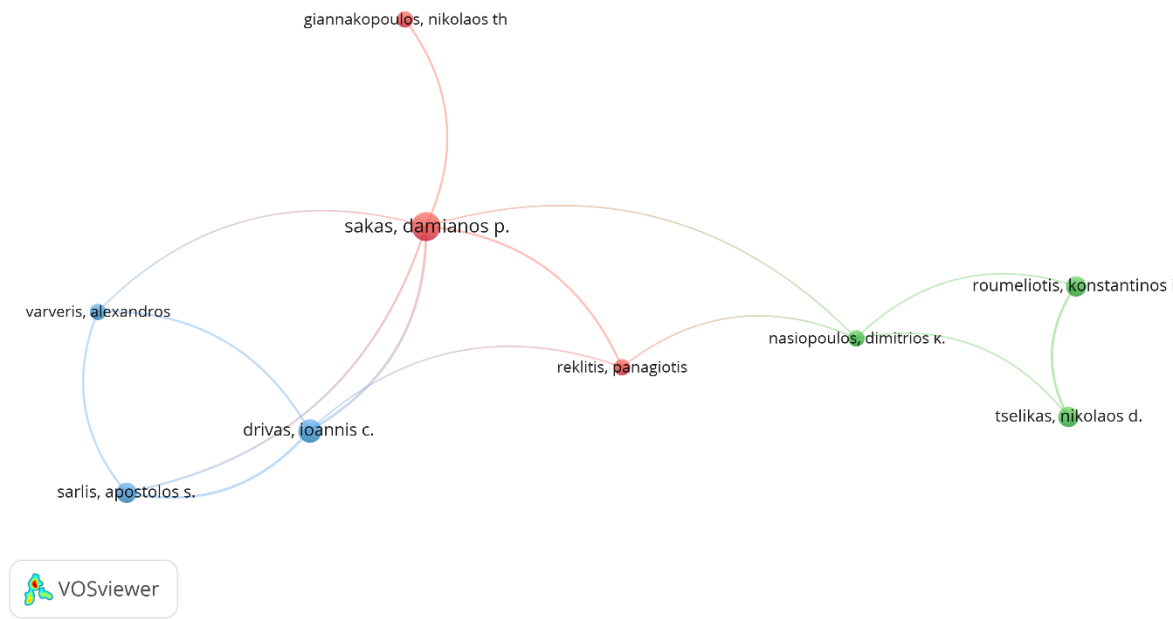 giannakopoulos, nikolaos th
sakas, damianos p.
roumeliotis, konstantinos i
varveris, alexandros
nasiopoulos, dimitrios κ.
reklitis, panagiotis
tselikas, nikolaos d.
drivas, ioannis c.
sarlis, apostolos s.
VOSviewer